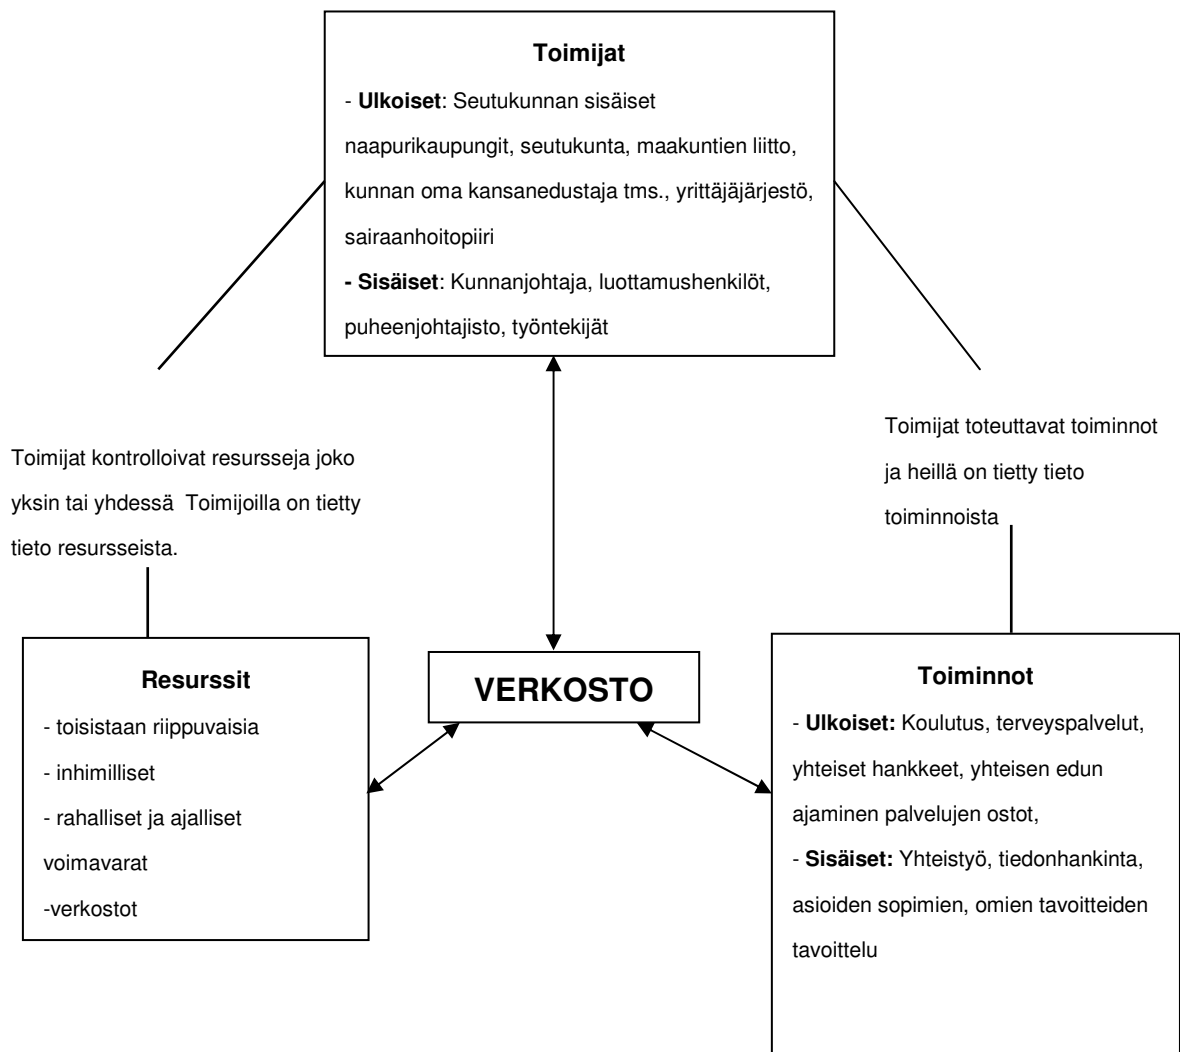 Toimijat
- Ulkoiset: Seutukunnan sisäiset
naapurikaupungit, seutukunta, maakuntien liitto,
kunnan oma kansanedustaja tms., yrittäjäjärjestö,
sairaanhoitopiiri
- Sisäiset: Kunnanjohtaja, luottamushenkilöt,
puheenjohtajisto, työntekijät
Toimijat kontrolloivat resursseja joko
yksin tai yhdessä  Toimijoilla on tietty
tieto resursseista.
Toimijat toteuttavat toiminnot
ja heillä on tietty tieto
toiminnoista
Resurssit
- toisistaan riippuvaisia
- inhimilliset
- rahalliset ja ajalliset
voimavarat
-verkostot
VERKOSTO
Toiminnot
- Ulkoiset: Koulutus, terveyspalvelut,
yhteiset hankkeet, yhteisen edun
ajaminen palvelujen ostot,
- Sisäiset: Yhteistyö, tiedonhankinta,
asioiden sopimien, omien tavoitteiden
tavoittelu